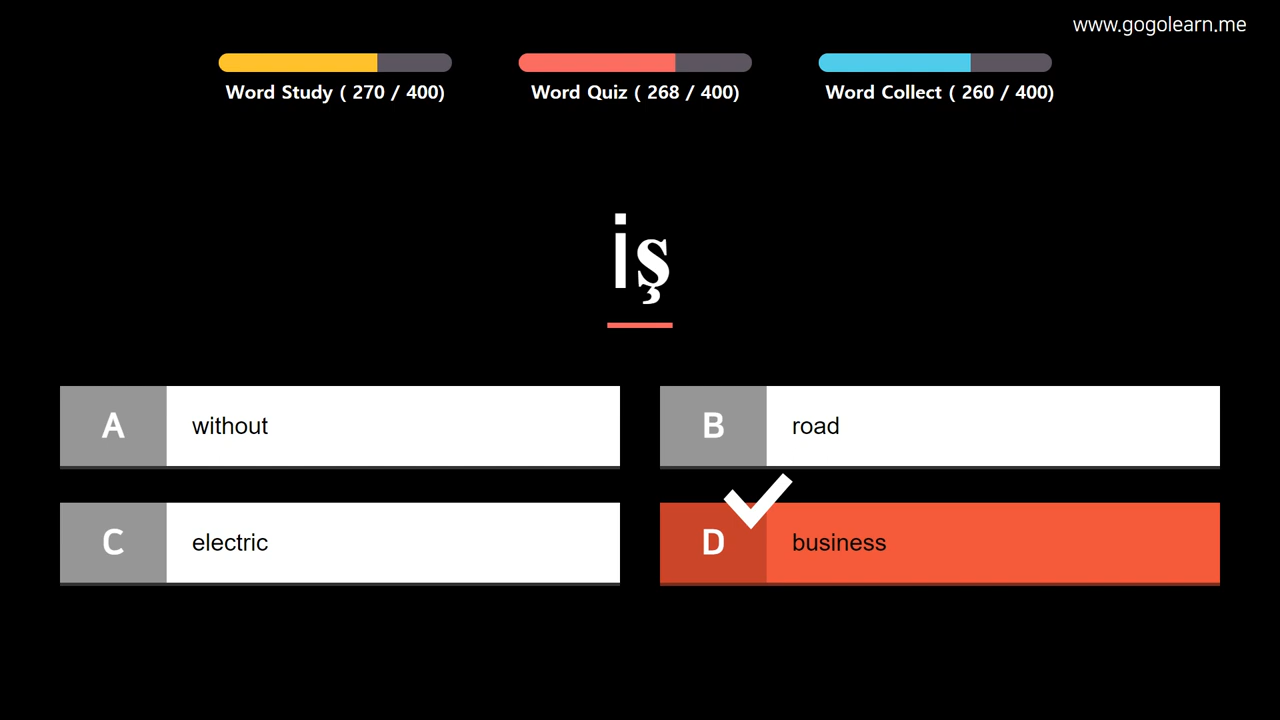 www.gogolearn.me
Word Study ( 270 / 400)
Word Quiz ( 268 / 400)
Word Collect ( 260 / 400)
iş
A without
B road
C electric
D business